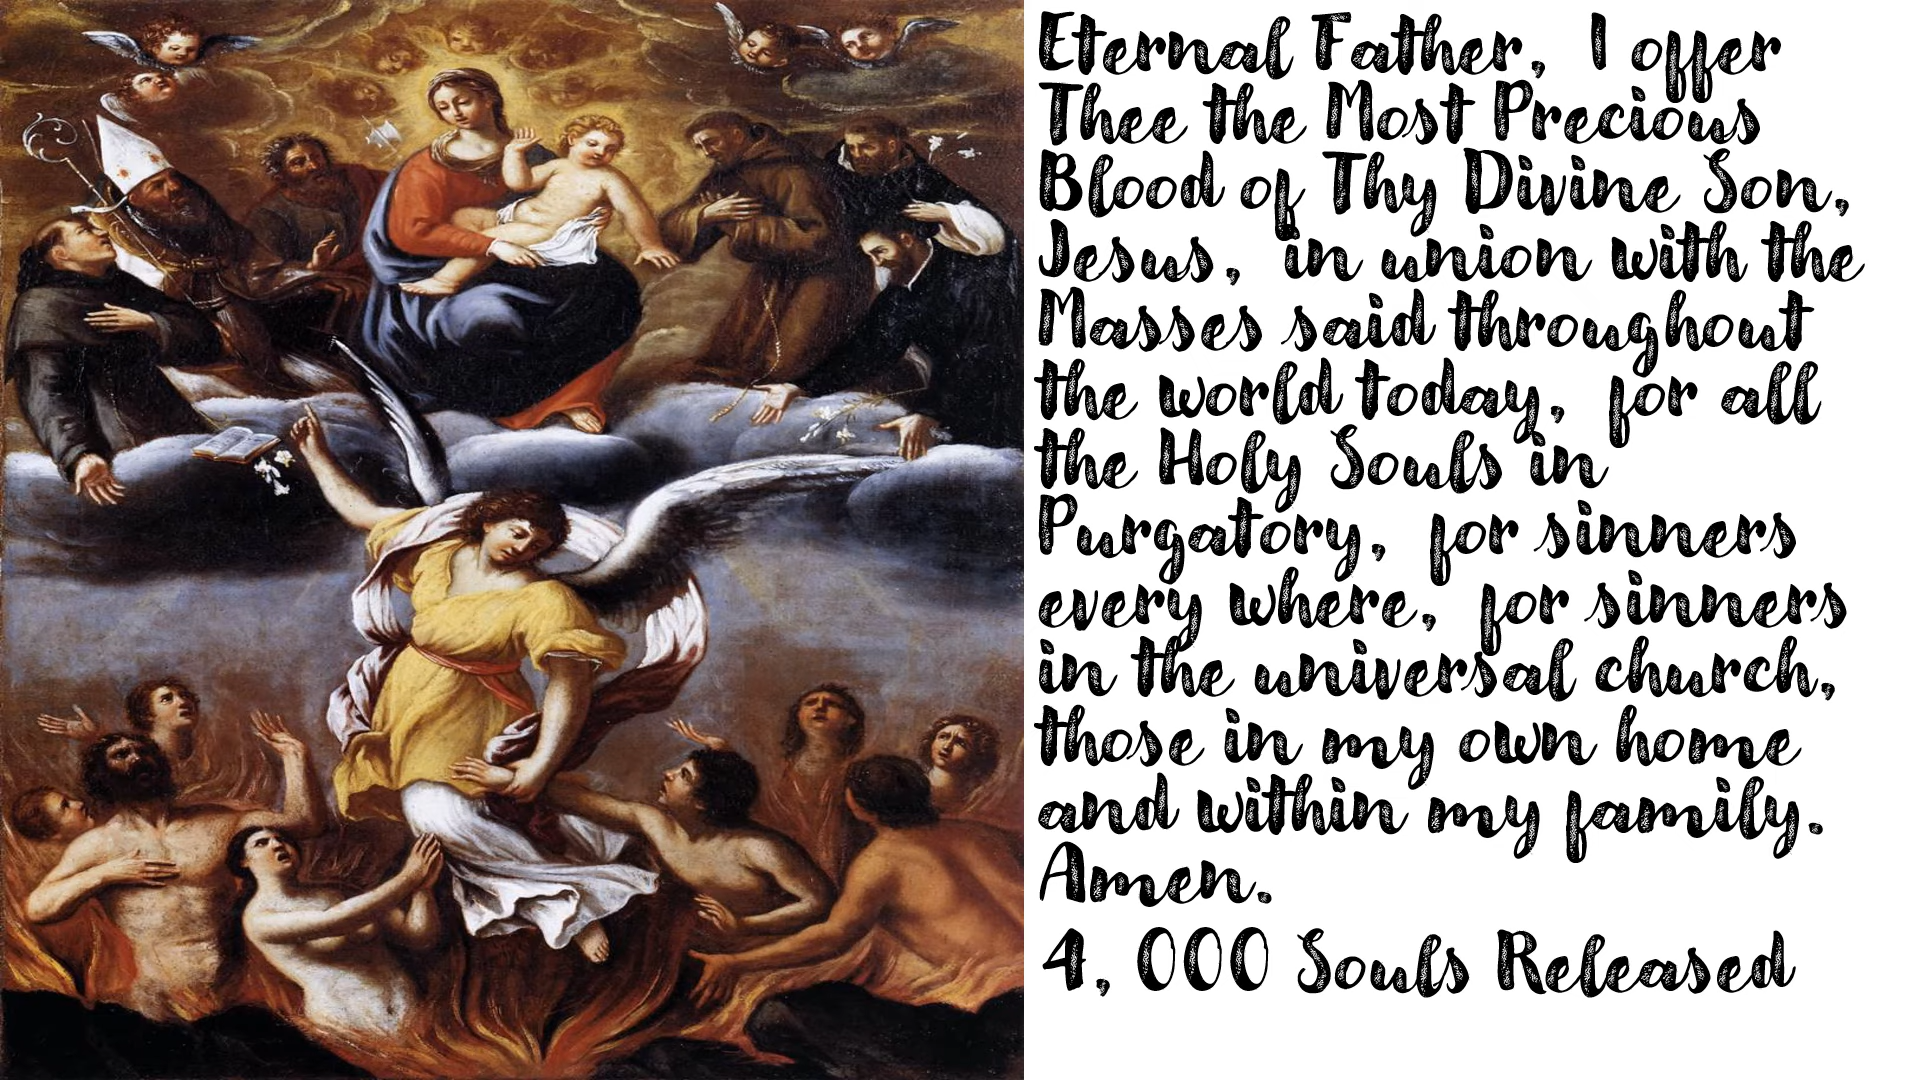 Eternal Father, I offer
Thee the Most Precious
Blood of Thy Divine Son,
Jesus, in union with the
Masses said throughout
the world today, for all
the Holy Souls in
Purgatory, for sinners
every where, for sinners
in the universal church,
those in my own home
and within my family.
Amen.
4, 000 Souls Released